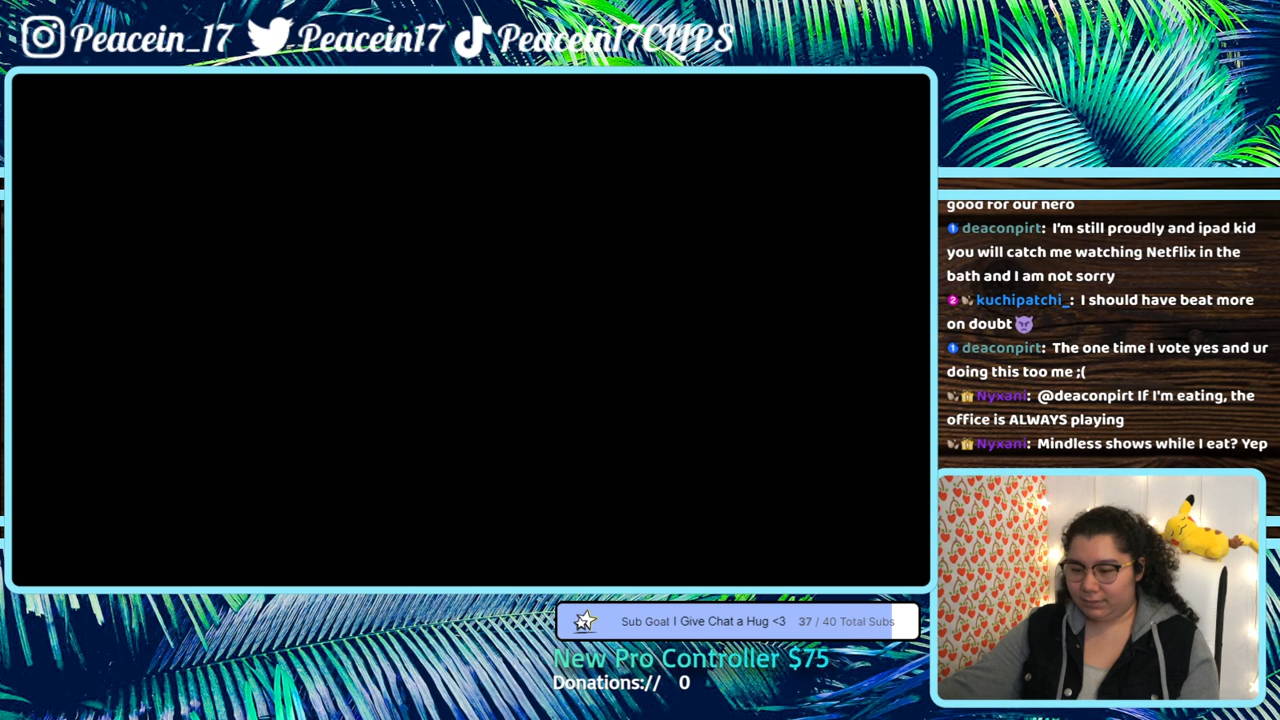 Peacein_17 Peacein17 Peacein17ClIPS
good for our hero
1 deaconpirt: I'm still proudly and ipad kid
you will catch me watching Netflix in the
bath and I am not sorry
2 kuchipatchi_: I should have beat more
on doubt
1 deaconpirt: The one time I vote yes and ur
doing this too me ;(
Nyxani: @deaconpirt If I'm eating, the
office is ALWAYS playing
Nyxani: Mindless shows while I eat? Yep
Sub Goal I Give Chat a Hug <3 37 / 40 Total Subs
New Pro Controller $75
Donations:// 0